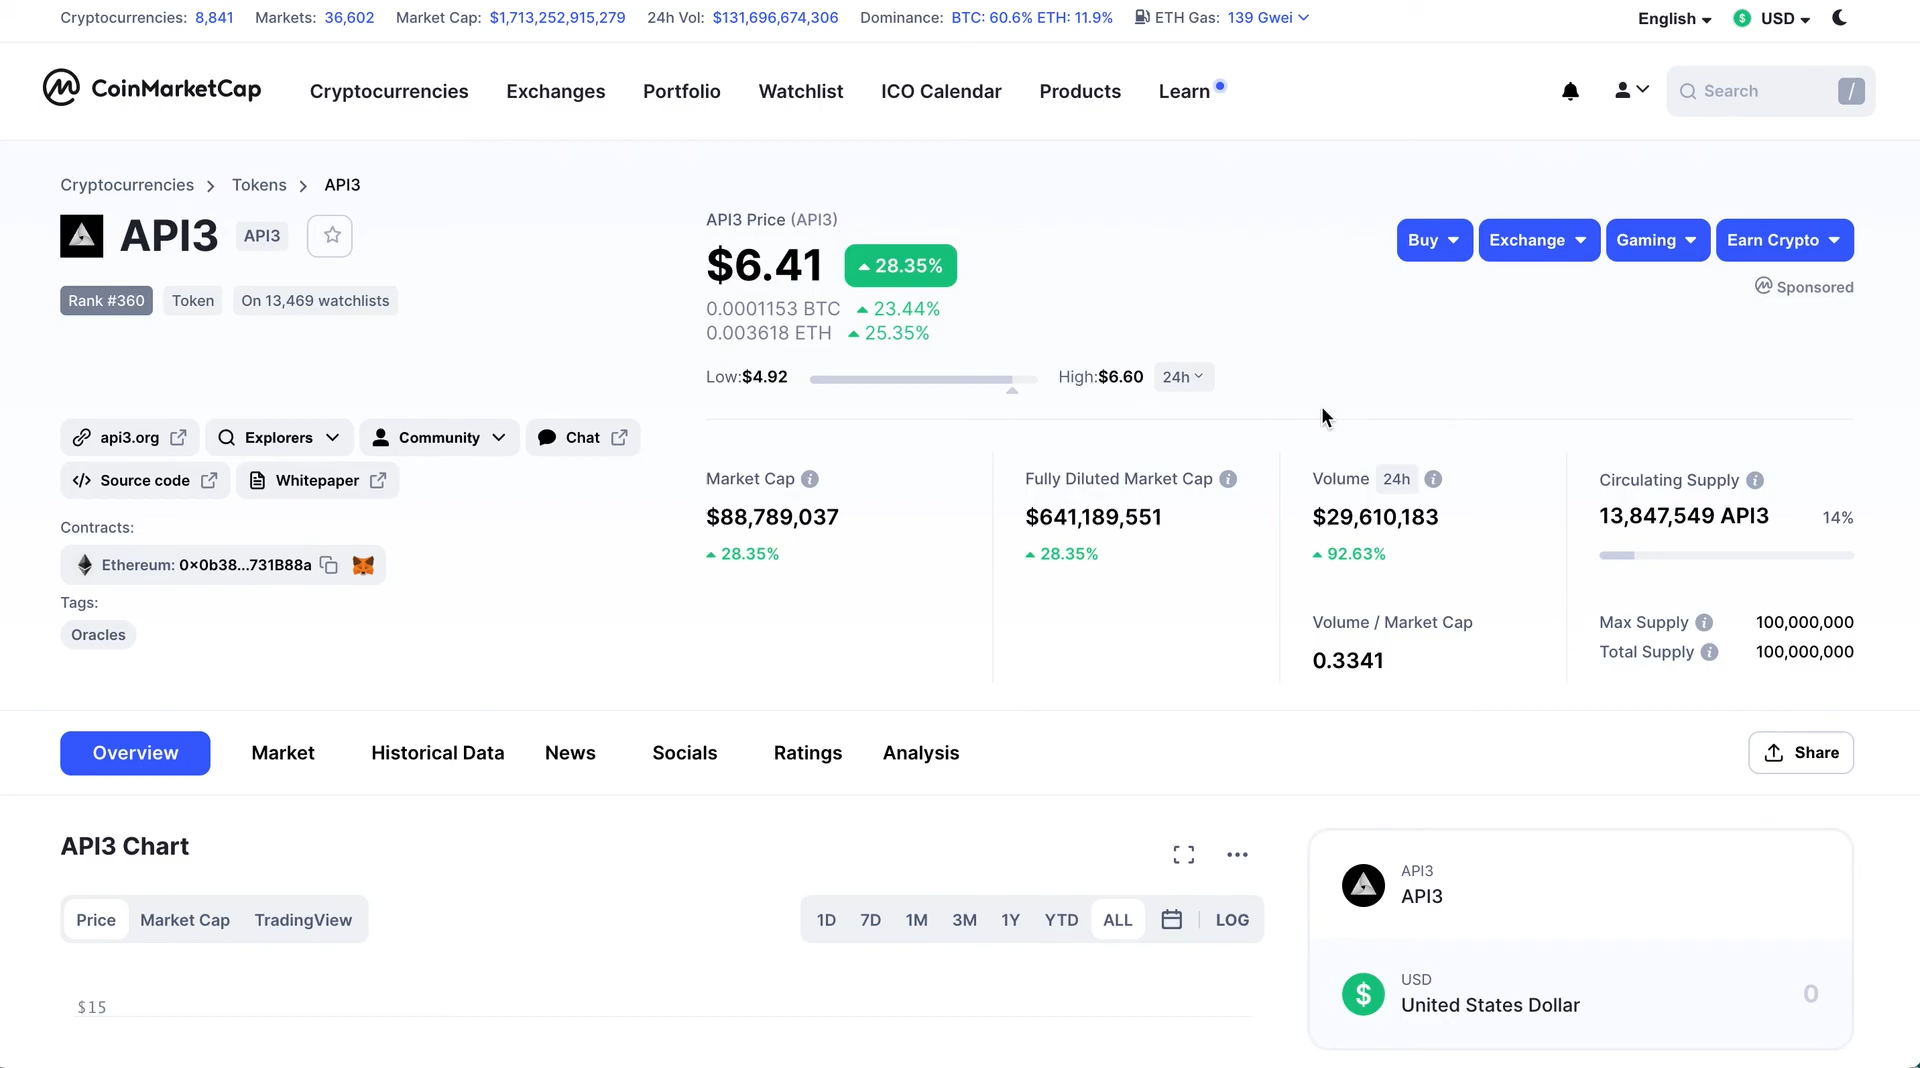 Cryptocurrencies: 8,841 Markets: 36,602 Market Cap: $1,713,252,915,279 24h Vol: $131,696,674,306 Dominance: BTC: 60.6% ETH: 11.9% ETH Gas: 139 Gwei English $ USD
CoinMarketCap Cryptocurrencies Exchanges Portfolio Watchlist ICO Calendar Products Learn Search /
Cryptocurrencies Tokens API3
API3 API3
Rank #360 Token On 13,469 watchlists
API3 Price (API3)
$6.41 28.35%
0.0001153 BTC 23.44%
0.003618 ETH 25.35%
Low:$4.92 High:$6.60 24h
Buy Exchange Gaming Earn Crypto
Sponsored
api3.org Explorers Community Chat
Source code Whitepaper
Contracts:
Ethereum: 0x0b38...731B88a
Tags:
Oracles
Market Cap
$88,789,037
28.35%
Fully Diluted Market Cap
$641,189,551
28.35%
Volume 24h
$29,610,183
92.63%
Volume / Market Cap
0.3341
Circulating Supply
13,847,549 API3 14%
Max Supply 100,000,000
Total Supply 100,000,000
Overview Market Historical Data News Socials Ratings Analysis Share
API3 Chart
Price Market Cap TradingView 1D 7D 1M 3M 1Y YTD ALL LOG
$15
API3
API3
$ USD
United States Dollar 0